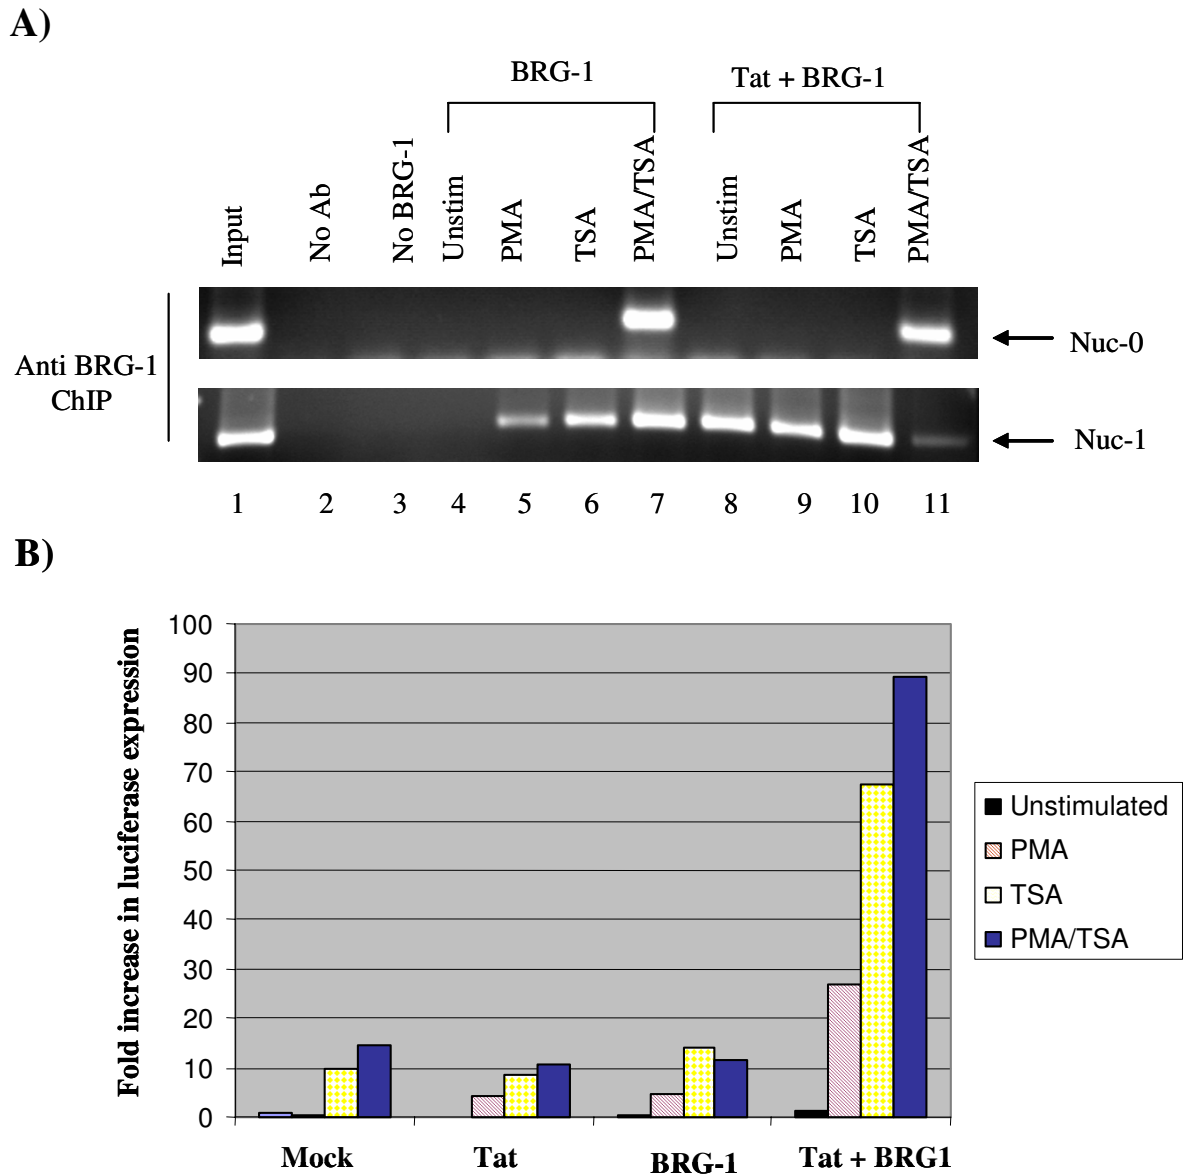 A)
BRG-1
Tat + BRG-1
Input
No Ab
No BRG-1
Unstim
PMA
TSA
PMA/TSA
Unstim
PMA
TSA
PMA/TSA
Anti BRG-1
ChIP
Nuc-0
Nuc-1
1 2 3 4 5 6 7 8 9 10 11
B)
Fold increase in luciferase expression
100
90
80
70
60
50
40
30
20
10
0
Mock Tat BRG-1 Tat + BRG1
Unstimulated
PMA
TSA
PMA/TSA